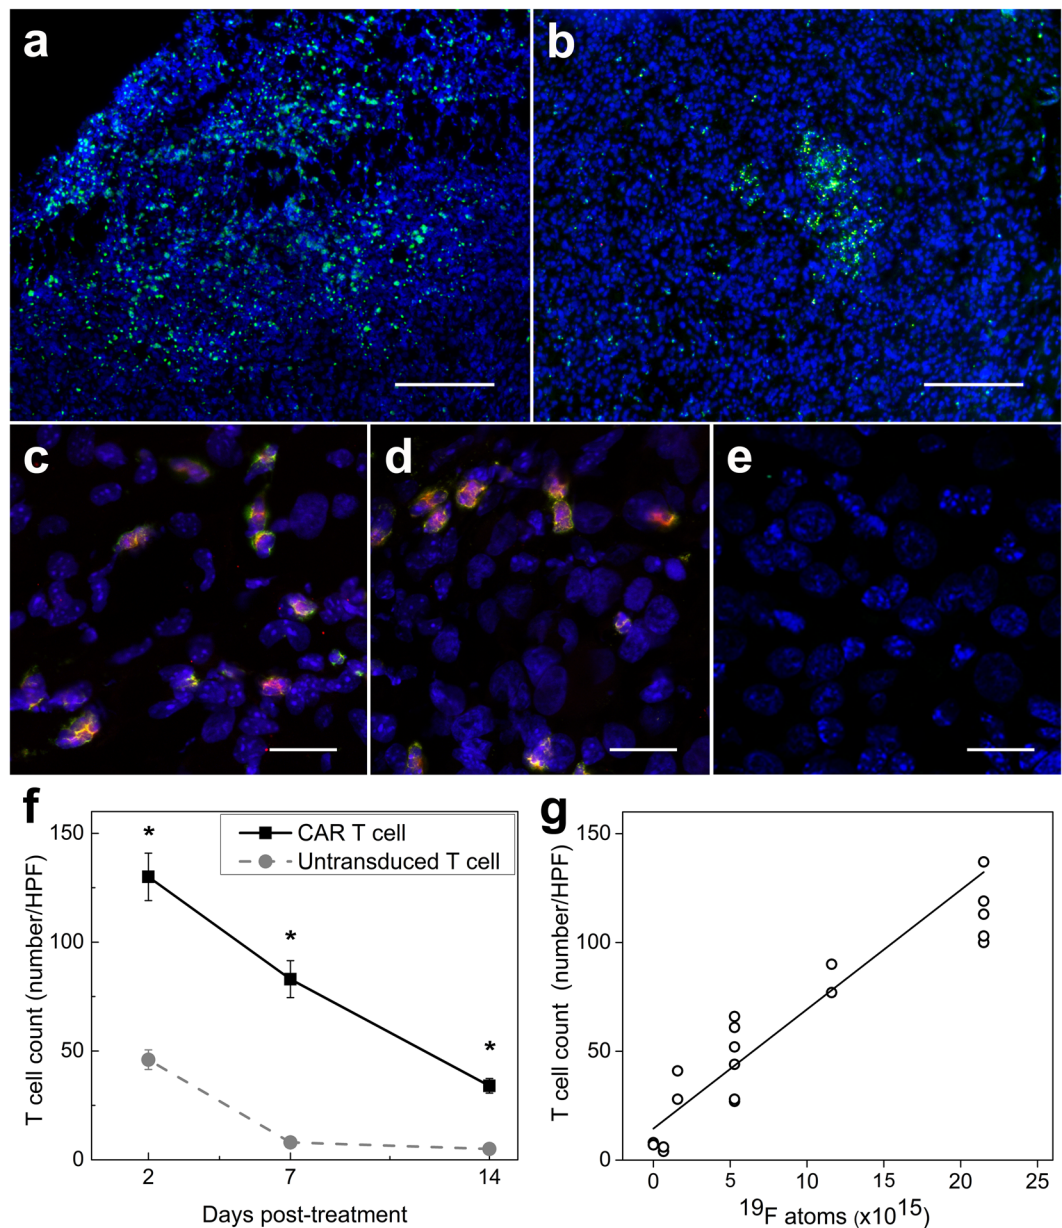 a
b
c
d
e
f
150
100
50
0
T cell count (number/HPF)
*
*
*
CAR T cell
Untransduced T cell
2
7
14
Days post-treatment
g
150
100
50
0
T cell count (number/HPF)
0
5
10
15
20
25
¹⁹F atoms (x10¹⁵)